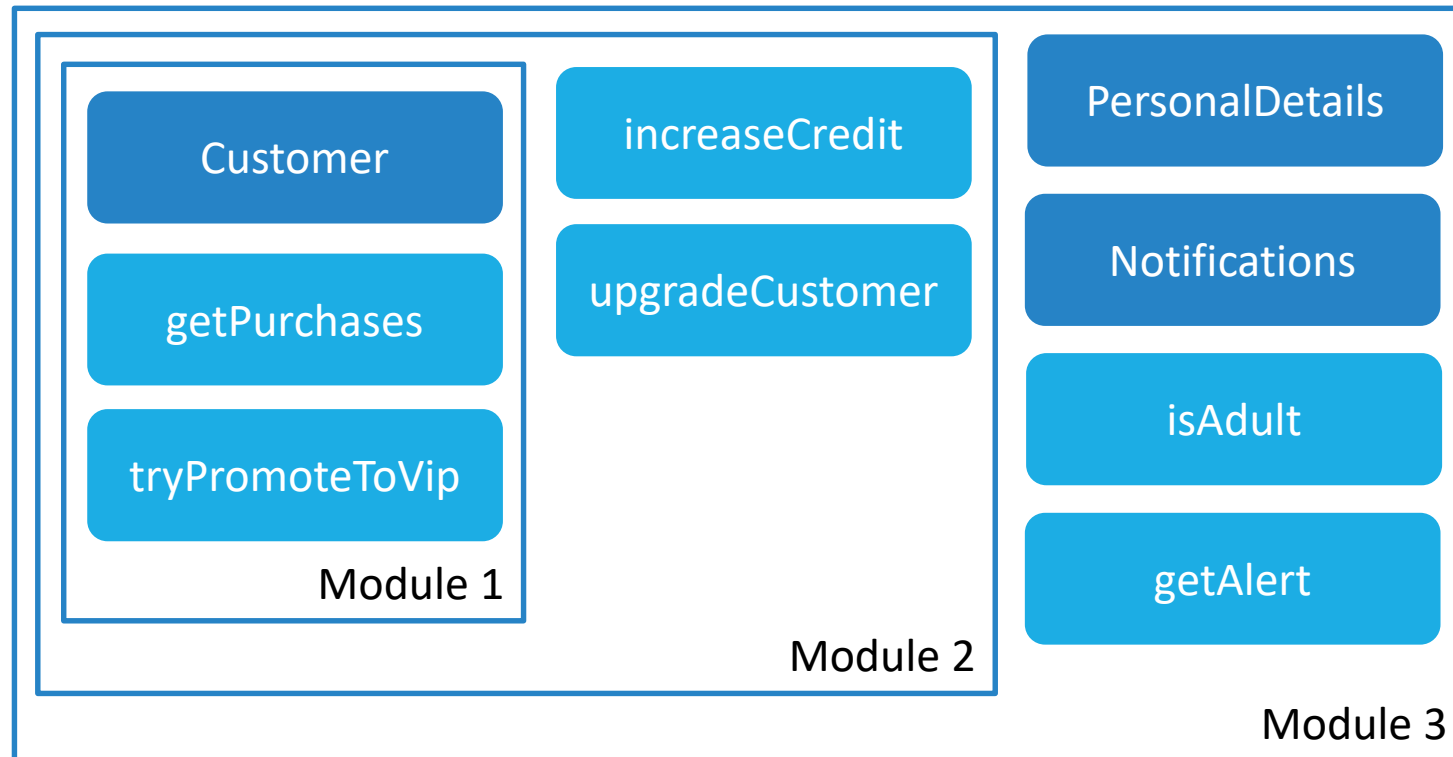 Customer
getPurchases
tryPromoteToVip
Module 1
increaseCredit
upgradeCustomer
Module 2
PersonalDetails
Notifications
isAdult
getAlert
Module 3